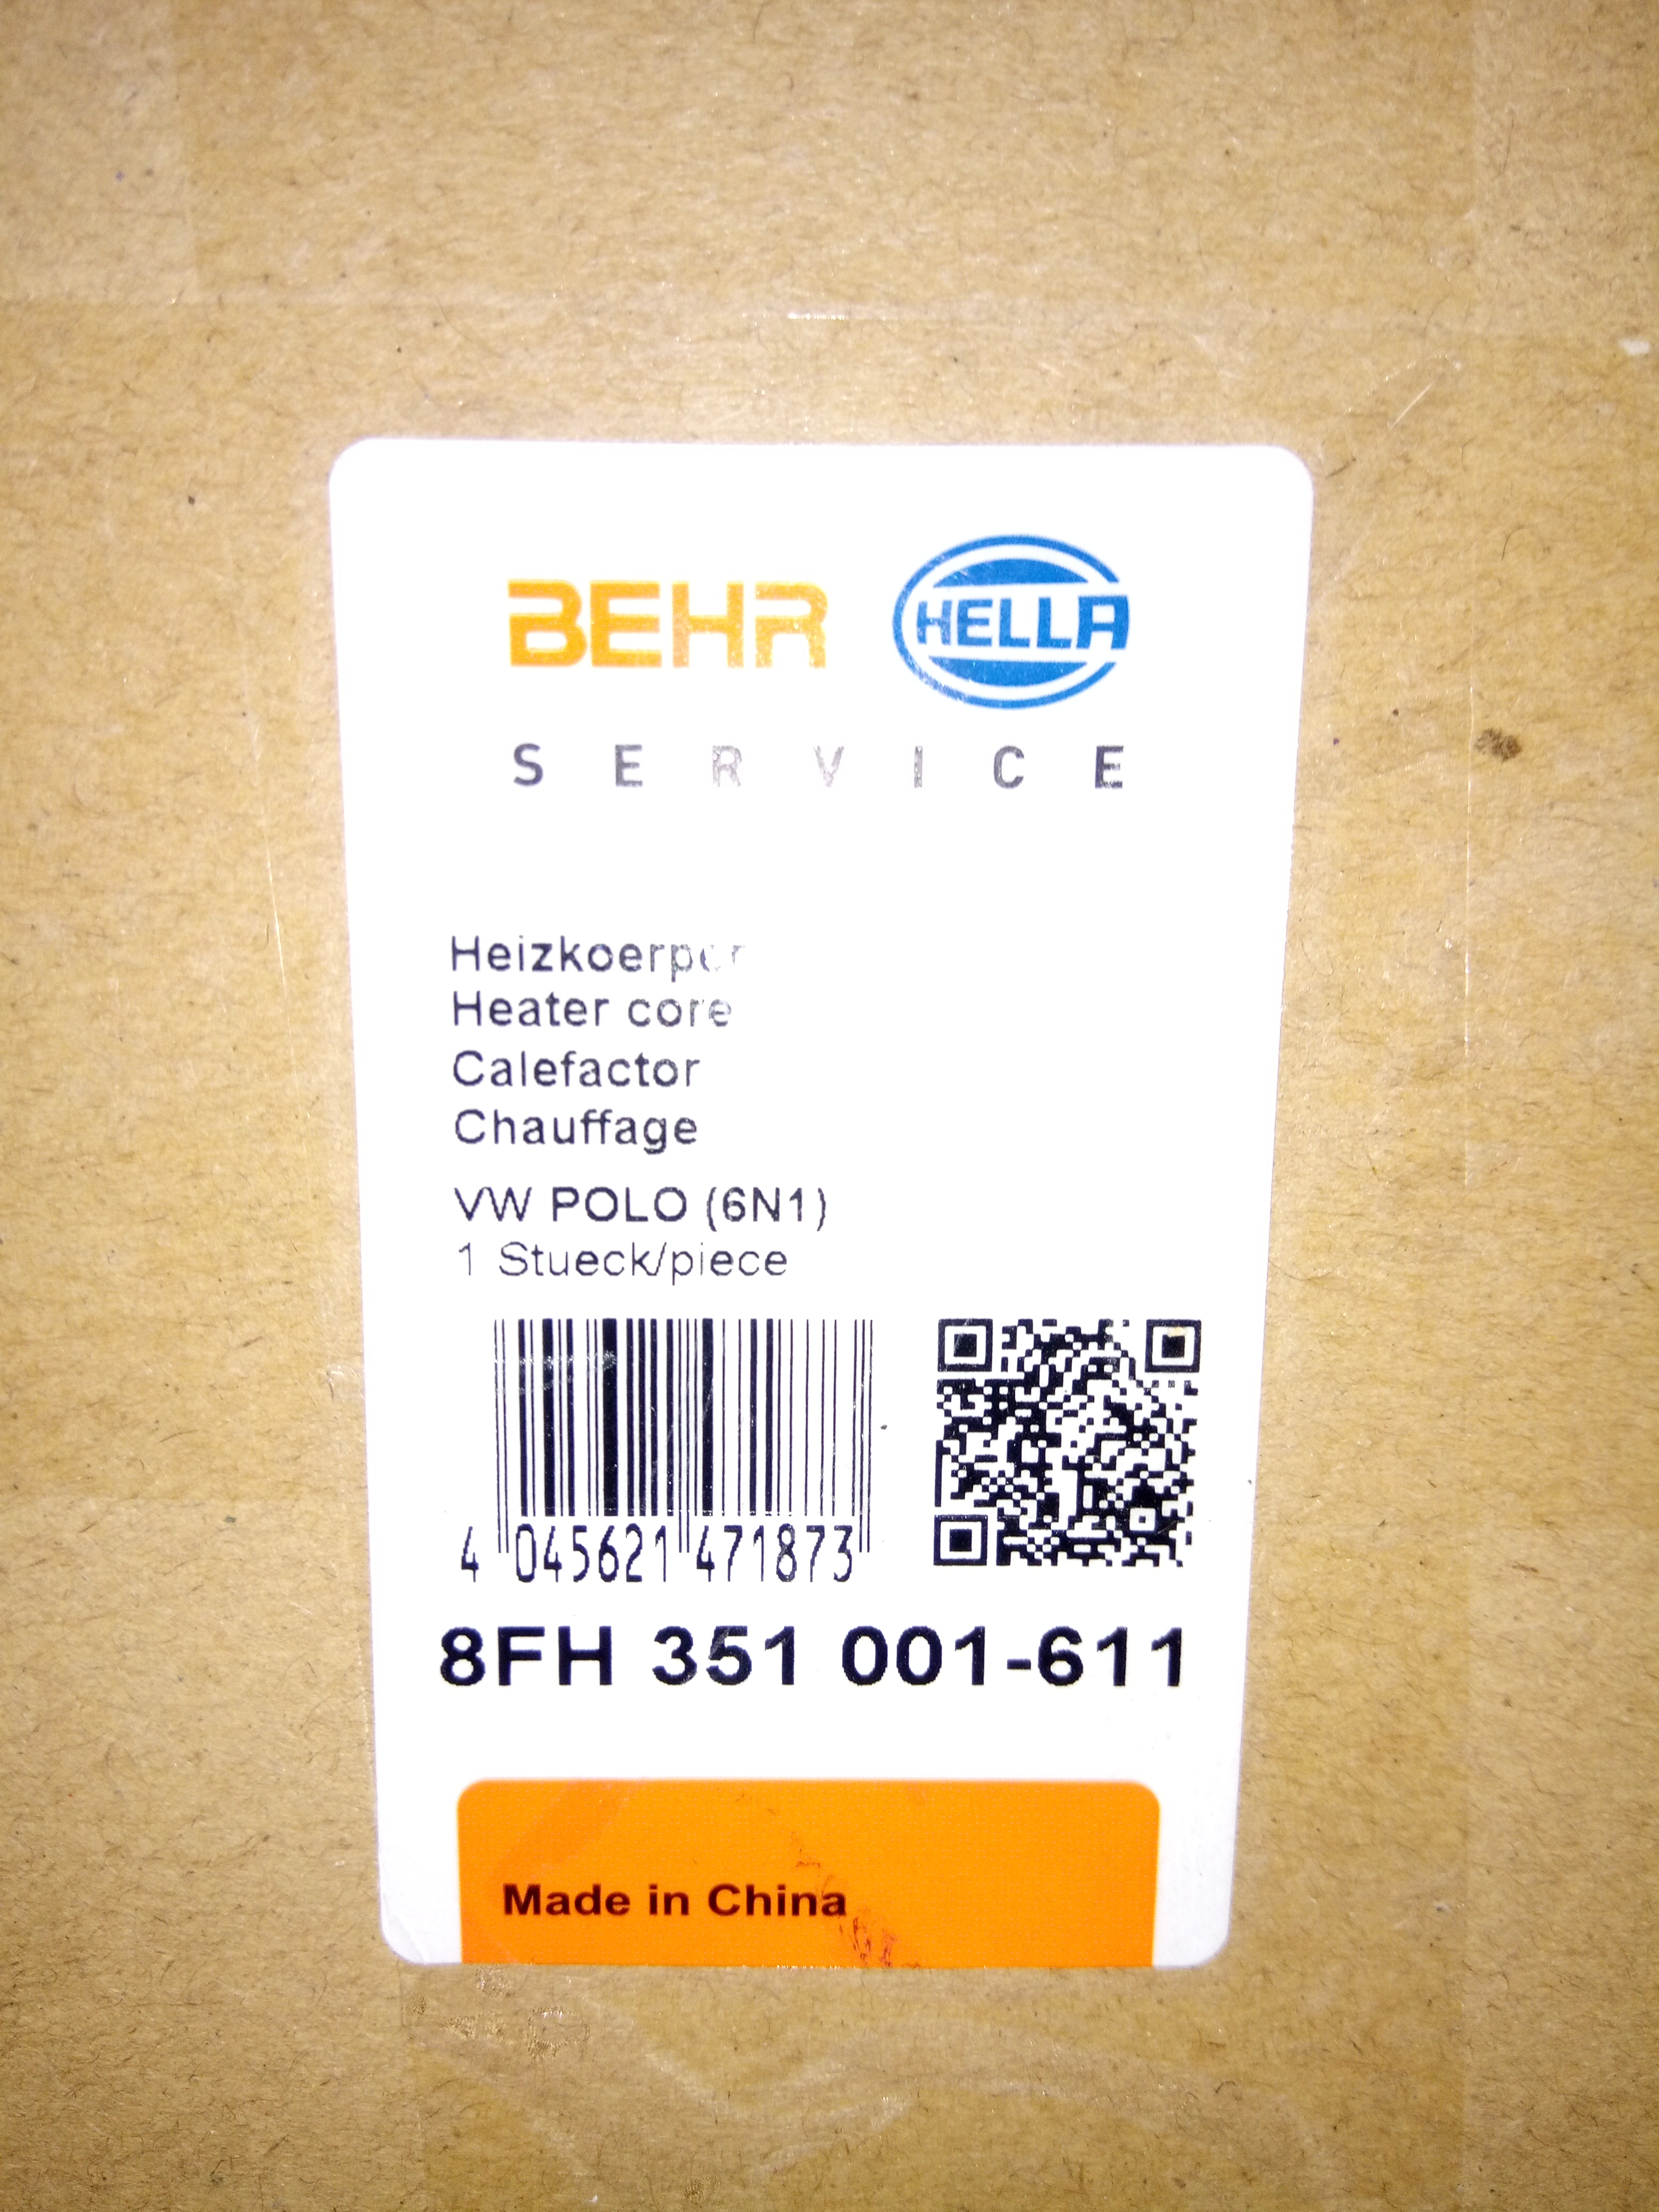 BEHR HELLA
SERVICE
Heizkoerper
Heater core
Calefactor
Chauffage
VW POLO (6N1)
1 Stueck/piece
4 045621 471873
8FH 351 001-611
Made in China